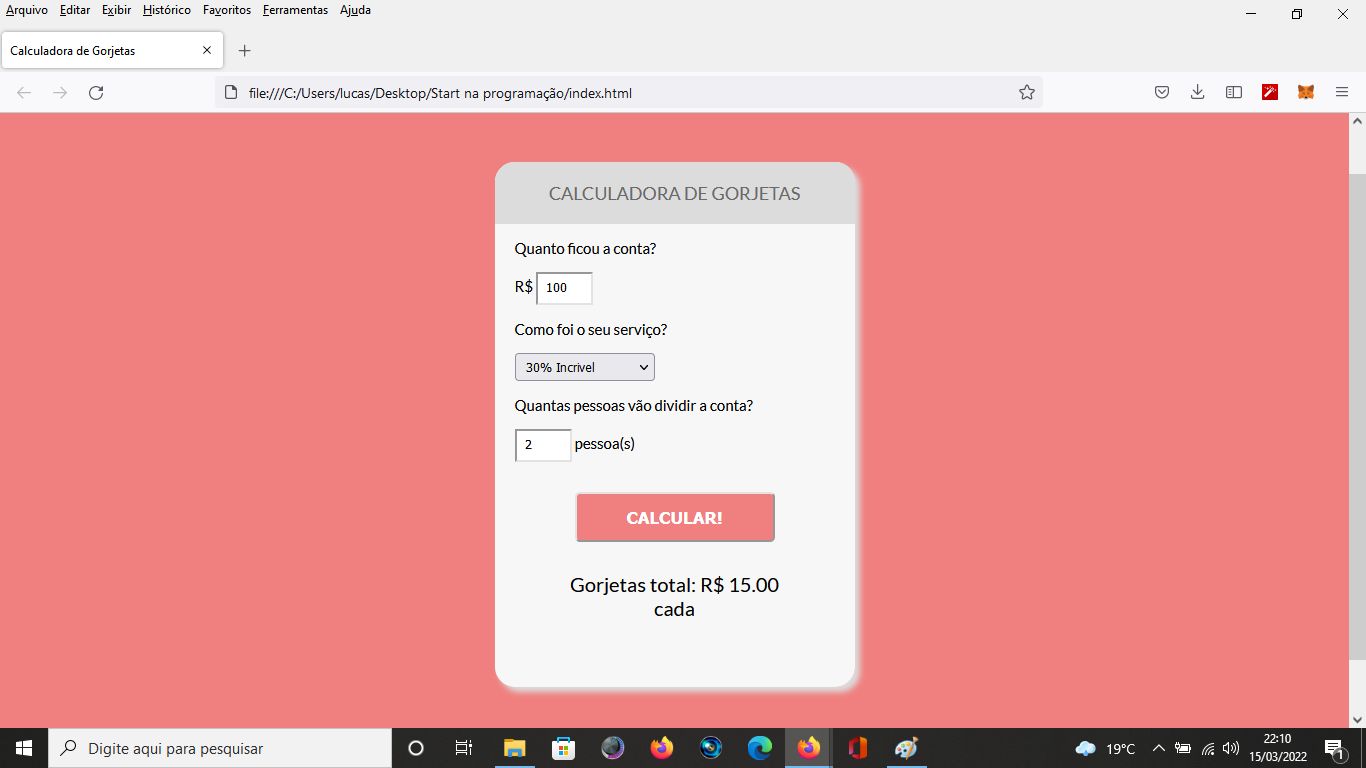 Arquivo Editar Exibir Histórico Favoritos Ferramentas Ajuda
Calculadora de Gorjetas
file:///C:/Users/lucas/Desktop/Start na programação/index.html
CALCULADORA DE GORJETAS
Quanto ficou a conta?
R$ 100
Como foi o seu serviço?
30% Incrivel
Quantas pessoas vão dividir a conta?
2 pessoa(s)
CALCULAR!
Gorjetas total: R$ 15.00
cada
Digite aqui para pesquisar
19°C
22:10
15/03/2022
1